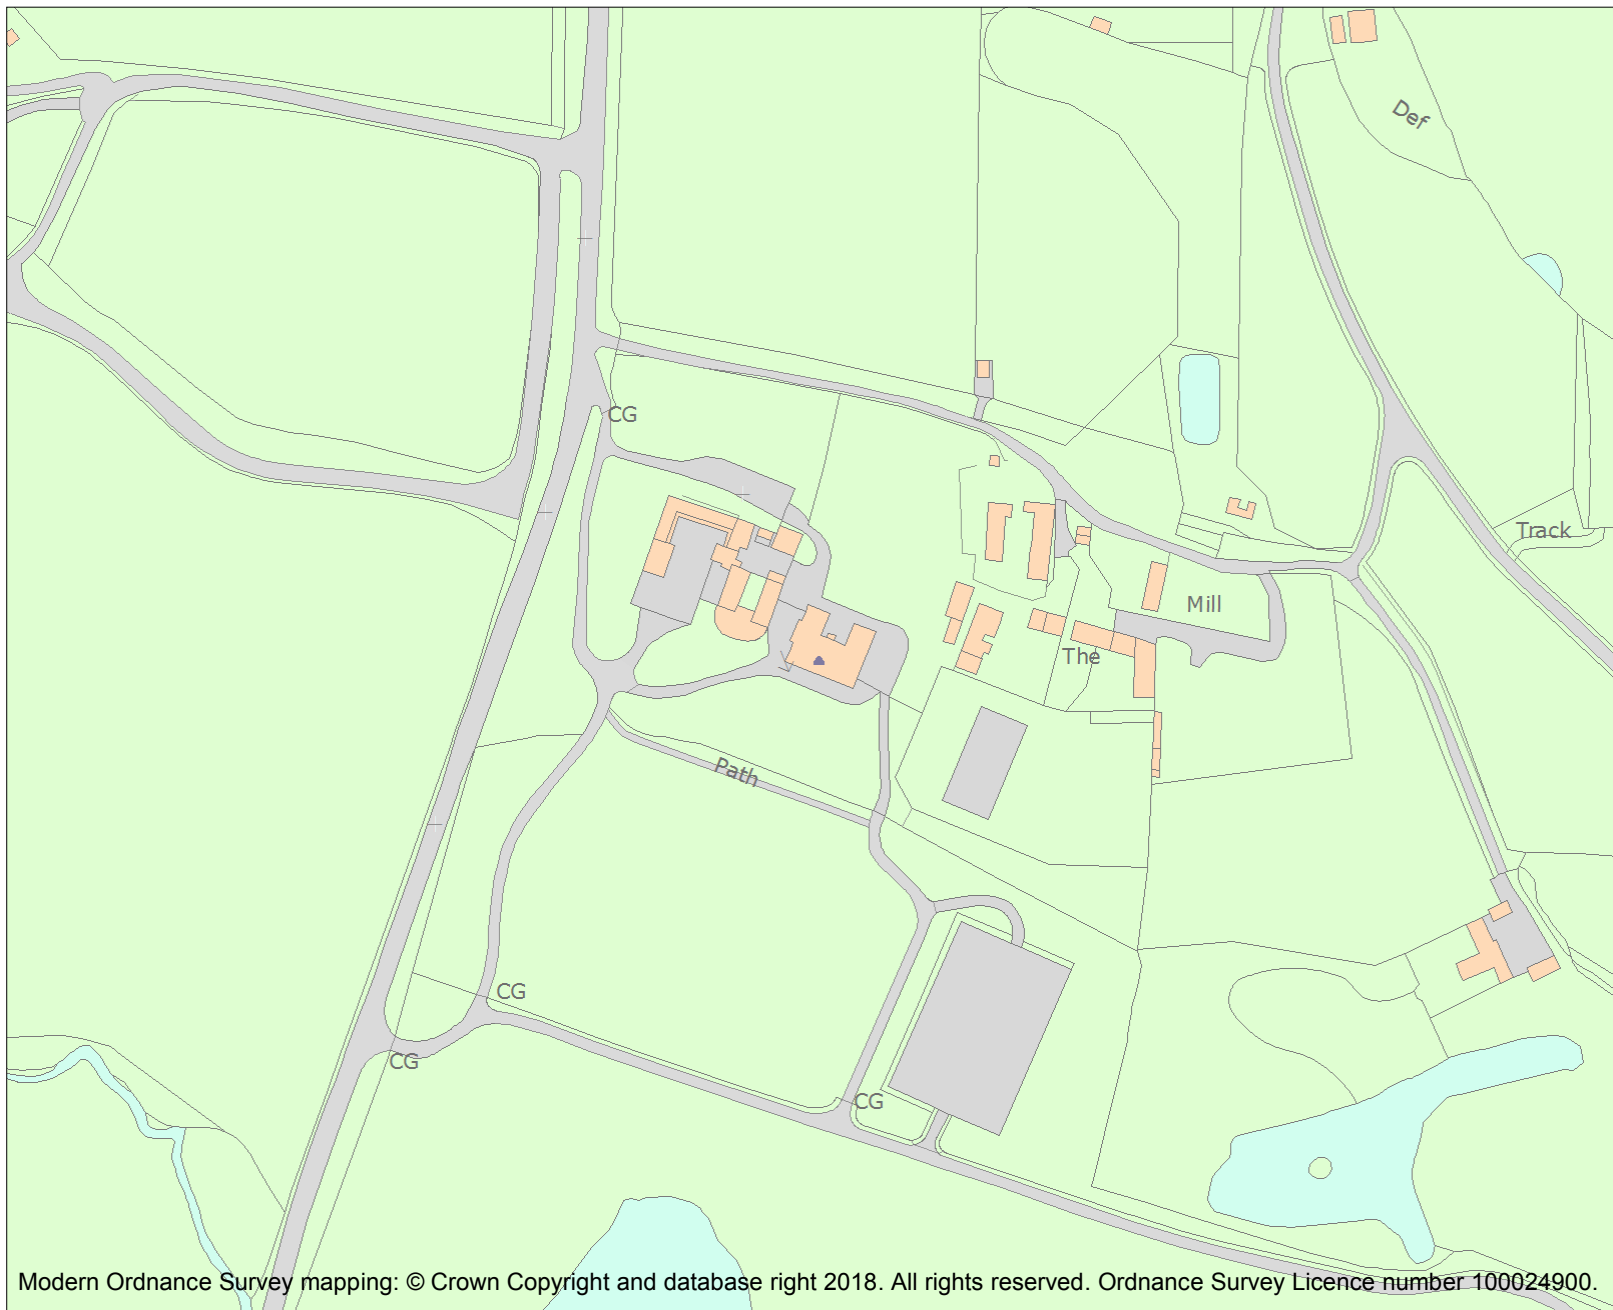 Def
CG
Track
Mill
The
Path
CG
CG
CG
Modern Ordnance Survey mapping: © Crown Copyright and database right 2018. All rights reserved. Ordnance Survey Licence number 100024900.